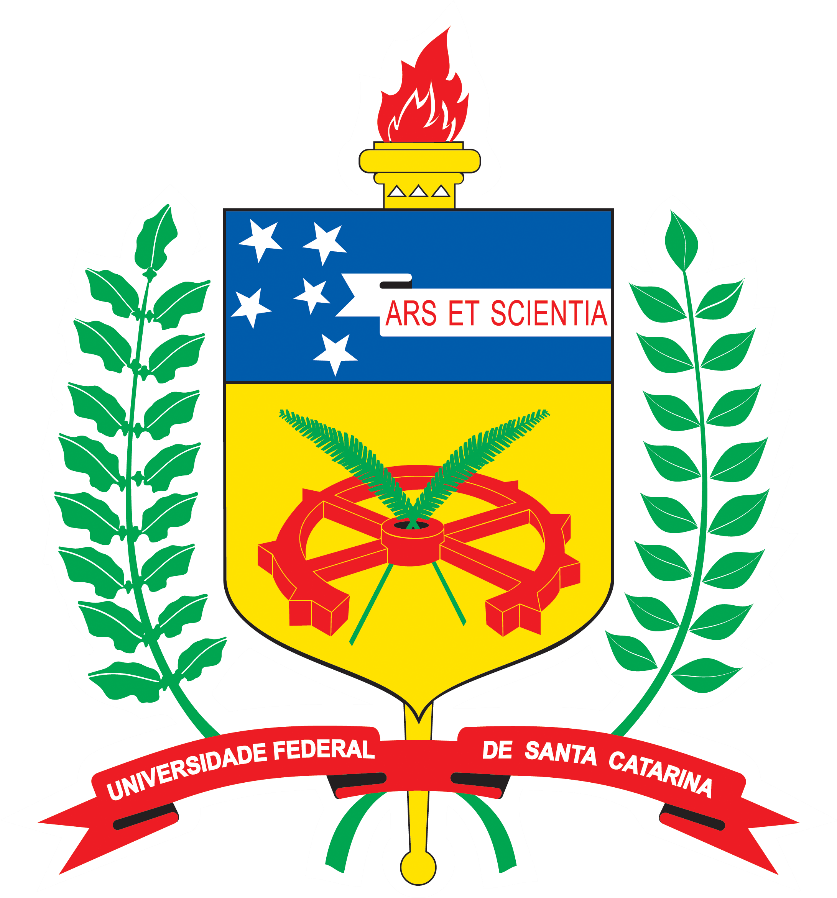 ARS ET SCIENTIA
UNIVERSIDADE FEDERAL DE SANTA CATARINA